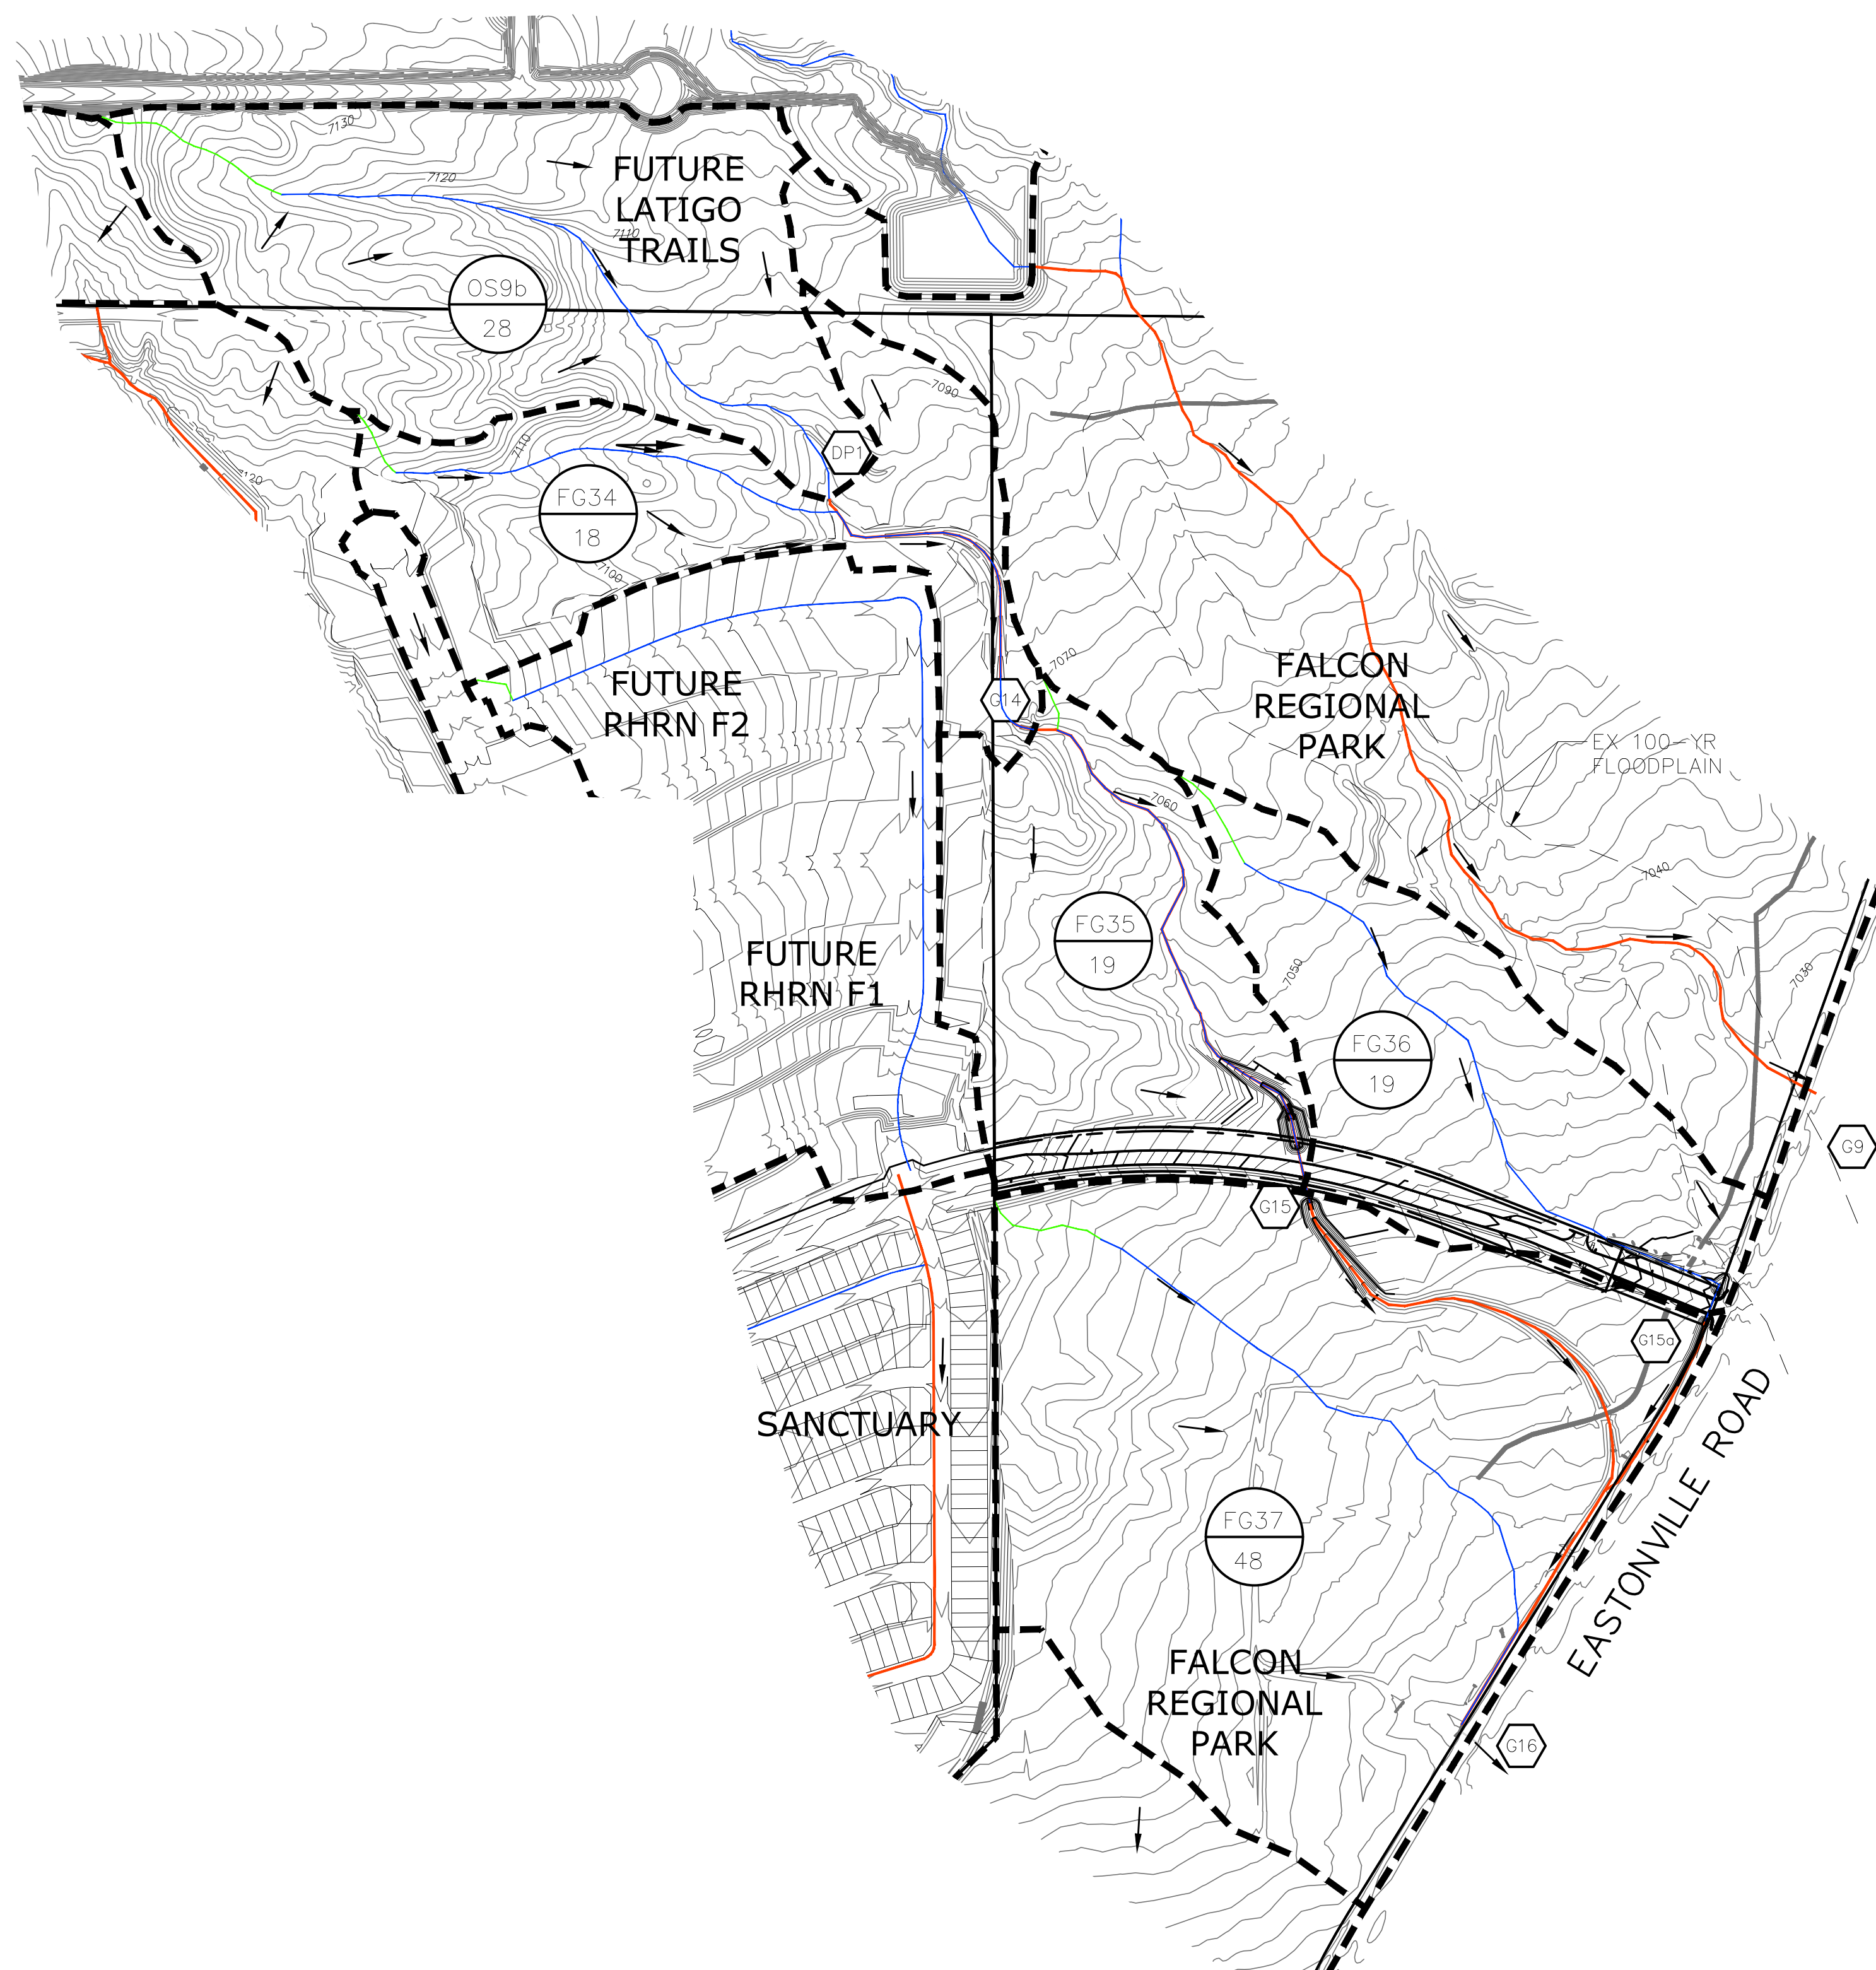 7130
7120
FUTURE
LATIGO
TRAILS
7110
OS9b
28
7090
7110
DP1
7120
FG34
18
7100
7070
FALCON
REGIONAL
PARK
FUTURE
RHRN F2
G14
EX 100-YR
FLOODPLAIN
7060
7040
FG35
19
FUTURE
RHRN F1
7050
7030
FG36
19
G9
G15
G15a
EASTONVILLE ROAD
SANCTUARY
FG37
48
FALCON
REGIONAL
PARK
G16